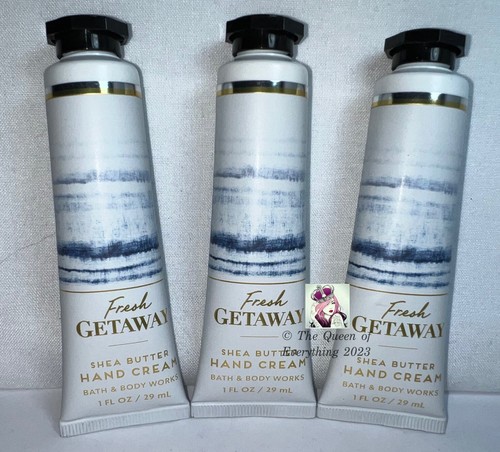 Fresh
GETAWAY
SHEA BUTTER
HAND CREAM
BATH & BODY WORKS
1 FL OZ / 29 mL
Fresh
GETAWAY
SHEA BUTTER
HAND CREAM
BATH & BODY WORKS
1 FL OZ / 29 mL
Fresh
GETAWAY
SHEA BUTTER
HAND CREAM
BATH & BODY WORKS
1 FL OZ / 29 mL
© The Queen of
Everything 2023